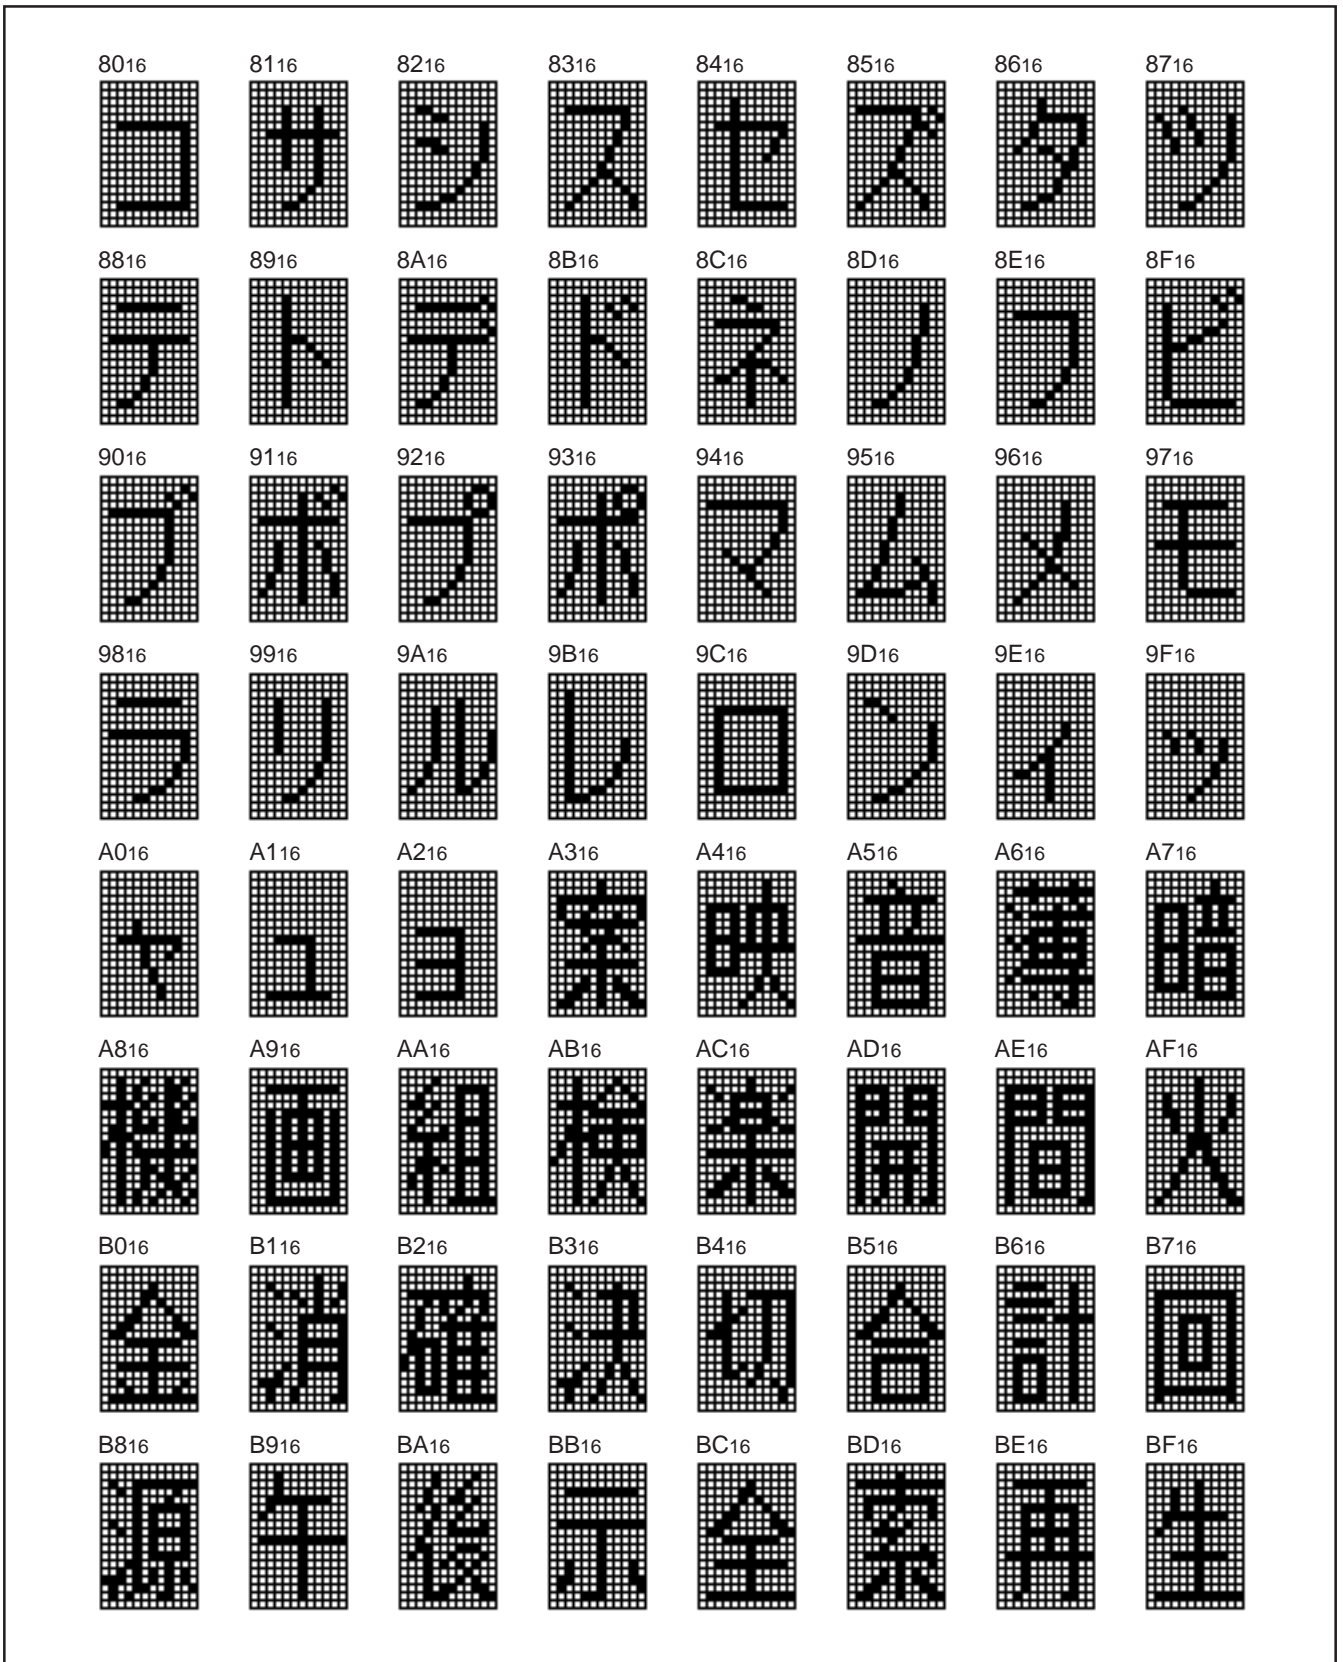 80₁₆ 81₁₆ 82₁₆ 83₁₆ 84₁₆ 85₁₆ 86₁₆ 87₁₆
コ サ シ ス セ ズ タ ツ
88₁₆ 89₁₆ 8A₁₆ 8B₁₆ 8C₁₆ 8D₁₆ 8E₁₆ 8F₁₆
テ ト デ ド ネ ノ フ ビ
90₁₆ 91₁₆ 92₁₆ 93₁₆ 94₁₆ 95₁₆ 96₁₆ 97₁₆
ブ ボ プ ポ マ ム メ モ
98₁₆ 99₁₆ 9A₁₆ 9B₁₆ 9C₁₆ 9D₁₆ 9E₁₆ 9F₁₆
ラ リ ル レ ロ ン ィ ッ
A0₁₆ A1₁₆ A2₁₆ A3₁₆ A4₁₆ A5₁₆ A6₁₆ A7₁₆
ャ ュ ョ 案 映 音 薄 暗
A8₁₆ A9₁₆ AA₁₆ AB₁₆ AC₁₆ AD₁₆ AE₁₆ AF₁₆
機 画 組 検 楽 開 間 火
B0₁₆ B1₁₆ B2₁₆ B3₁₆ B4₁₆ B5₁₆ B6₁₆ B7₁₆
金 消 確 決 切 合 計 回
B8₁₆ B9₁₆ BA₁₆ BB₁₆ BC₁₆ BD₁₆ BE₁₆ BF₁₆
源 午 後 示 全 索 再 生